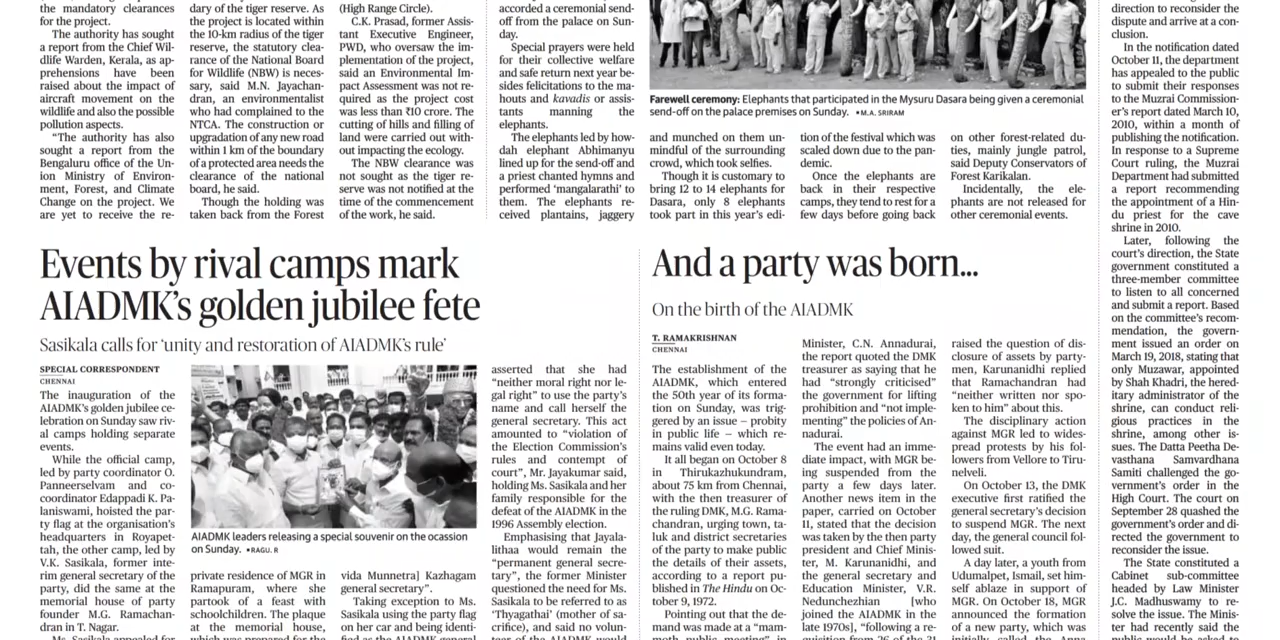 the mandatory clearances
for the project.
The authority has sought
a report from the Chief Wil-
dlife Warden, Kerala, as ap-
prehensions have been
raised about the impact of
aircraft movement on the
wildlife and also the possible
pollution aspects.
“The authority has also
sought a report from the
Bengaluru office of the Un-
ion Ministry of Environ-
ment, Forest, and Climate
Change on the project. We
are yet to receive the re-
dary of the tiger reserve. As
the project is located within
the 10-km radius of the tiger
reserve, the statutory clea-
rance of the National Board
for Wildlife (NBW) is neces-
sary, said M.N. Jayachan-
dran, an environmentalist
who had complained to the
NTCA. The construction or
upgradation of any new road
within 1 km of the boundary
of a protected area needs the
clearance of the national
board, he said.
Though the holding was
taken back from the Forest
(High Range Circle).
C.K. Prasad, former Assis-
tant Executive Engineer,
PWD, who oversaw the im-
plementation of the project,
said an Environmental Im-
pact Assessment was not re-
quired as the project cost
was less than ₹10 crore. The
cutting of hills and filling of
land were carried out with-
out impacting the ecology.
The NBW clearance was
not sought as the tiger re-
serve was not notified at the
time of the commencement
of the work, he said.
accorded a ceremonial send-
off from the palace on Sun-
day.
Special prayers were held
for their collective welfare
and safe return next year be-
sides felicitations to the ma-
houts and kavadis or assis-
tants manning the
elephants.
The elephants led by how-
dah elephant Abhimanyu
lined up for the send-off and
a priest chanted hymns and
performed ‘mangalarathi’ to
them. The elephants re-
ceived plantains, jaggery
Farewell ceremony: Elephants that participated in the Mysuru Dasara being given a ceremonial
send-off on the palace premises on Sunday. •M.A. SRIRAM
and munched on them un-
mindful of the surrounding
crowd, which took selfies.
Though it is customary to
bring 12 to 14 elephants for
Dasara, only 8 elephants
took part in this year’s edi-
tion of the festival which was
scaled down due to the pan-
demic.
Once the elephants are
back in their respective
camps, they tend to rest for a
few days before going back
on other forest-related du-
ties, mainly jungle patrol,
said Deputy Conservators of
Forest Karikalan.
Incidentally, the ele-
phants are not released for
other ceremonial events.
direction to reconsider the
dispute and arrive at a con-
clusion.
In the notification dated
October 11, the department
has appealed to the public
to submit their responses
to the Muzrai Commission-
er’s report dated March 10,
2010, within a month of
publishing the notification.
In response to a Supreme
Court ruling, the Muzrai
Department had submitted
a report recommending
the appointment of a Hin-
du priest for the cave
shrine in 2010.
Later, following the
court’s direction, the State
government constituted a
three-member committee
to listen to all concerned
and submit a report. Based
on the committee’s recom-
mendation, the govern-
ment issued an order on
March 19, 2018, stating that
only Muzawar, appointed
by Shah Khadri, the hered-
itary administrator of the
shrine, can conduct reli-
gious practices in the
shrine, among other is-
sues. The Datta Peetha De-
vasthana Samvardhana
Samiti challenged the go-
vernment’s order in the
High Court. The court on
September 28 quashed the
government’s order and di-
rected the government to
reconsider the issue.
The State constituted a
Cabinet sub-committee
headed by Law Minister
J.C. Madhuswamy to re-
solve the issue. The Minis-
ter had recently said the
Events by rival camps mark
AIADMK’s golden jubilee fete
Sasikala calls for ‘unity and restoration of AIADMK’s rule’
SPECIAL CORRESPONDENT
CHENNAI
The inauguration of the
AIADMK’s golden jubilee ce-
lebration on Sunday saw riv-
al camps holding separate
events.
While the official camp,
led by party coordinator O.
Panneerselvam and co-
coordinator Edappadi K. Pa-
laniswami, hoisted the par-
ty flag at the organisation’s
headquarters in Royapet-
tah, the other camp, led by
V.K. Sasikala, former inte-
rim general secretary of the
party, did the same at the
memorial house of party
founder M.G. Ramachan-
dran in T. Nagar.
Ms. Sasikala appealed for
AIADMK leaders releasing a special souvenir on the ocassion
on Sunday. •RAGU. R
private residence of MGR in
Ramapuram, where she
partook of a feast with
schoolchildren. The plaque
at the memorial house,
which was prepared for the
vida Munnetra] Kazhagam
general secretary”.
Taking exception to Ms.
Sasikala using the party flag
on her car and being identi-
fied as the AIADMK general
asserted that she had
“neither moral right nor le-
gal right” to use the party’s
name and call herself the
general secretary. This act
amounted to “violation of
the Election Commission’s
rules and contempt of
court”, Mr. Jayakumar said,
holding Ms. Sasikala and her
family responsible for the
defeat of the AIADMK in the
1996 Assembly election.
Emphasising that Jayala-
lithaa would remain the
“permanent general secre-
tary”, the former Minister
questioned the need for Ms.
Sasikala to be referred to as
‘Thyagathai’ (mother of sa-
crifice), and said no volun-
teer of the AIADMK would
And a party was born...
On the birth of the AIADMK
T. RAMAKRISHNAN
CHENNAI
The establishment of the
AIADMK, which entered
the 50th year of its forma-
tion on Sunday, was trig-
gered by an issue – probity
in public life – which re-
mains valid even today.
It all began on October 8
in Thirukazhukundram,
about 75 km from Chennai,
with the then treasurer of
the ruling DMK, M.G. Rama-
chandran, urging town, ta-
luk and district secretaries
of the party to make public
the details of their assets,
according to a report pu-
blished in The Hindu on Oc-
tober 9, 1972.
Pointing out that the de-
mand was made at a “mam-
moth public meeting” in
Minister, C.N. Annadurai,
the report quoted the DMK
treasurer as saying that he
had “strongly criticised”
the government for lifting
prohibition and “not imple-
menting” the policies of An-
nadurai.
The event had an imme-
diate impact, with MGR be-
ing suspended from the
party a few days later.
Another news item in the
paper, carried on October
11, stated that the decision
was taken by the then party
president and Chief Minis-
ter, M. Karunanidhi, and
the general secretary and
Education Minister, V.R.
Nedunchezhian [who
joined the AIADMK in the
late 1970s], “following a re-
quisition from 26 of the 31
raised the question of dis-
closure of assets by party-
men, Karunanidhi replied
that Ramachandran had
“neither written nor spo-
ken to him” about this.
The disciplinary action
against MGR led to wides-
pread protests by his fol-
lowers from Vellore to Tiru-
nelveli.
On October 13, the DMK
executive first ratified the
general secretary’s decision
to suspend MGR. The next
day, the general council fol-
lowed suit.
A day later, a youth from
Udumalpet, Ismail, set him-
self ablaze in support of
MGR. On October 18, MGR
announced the formation
of a new party, which was
initially called the Anna